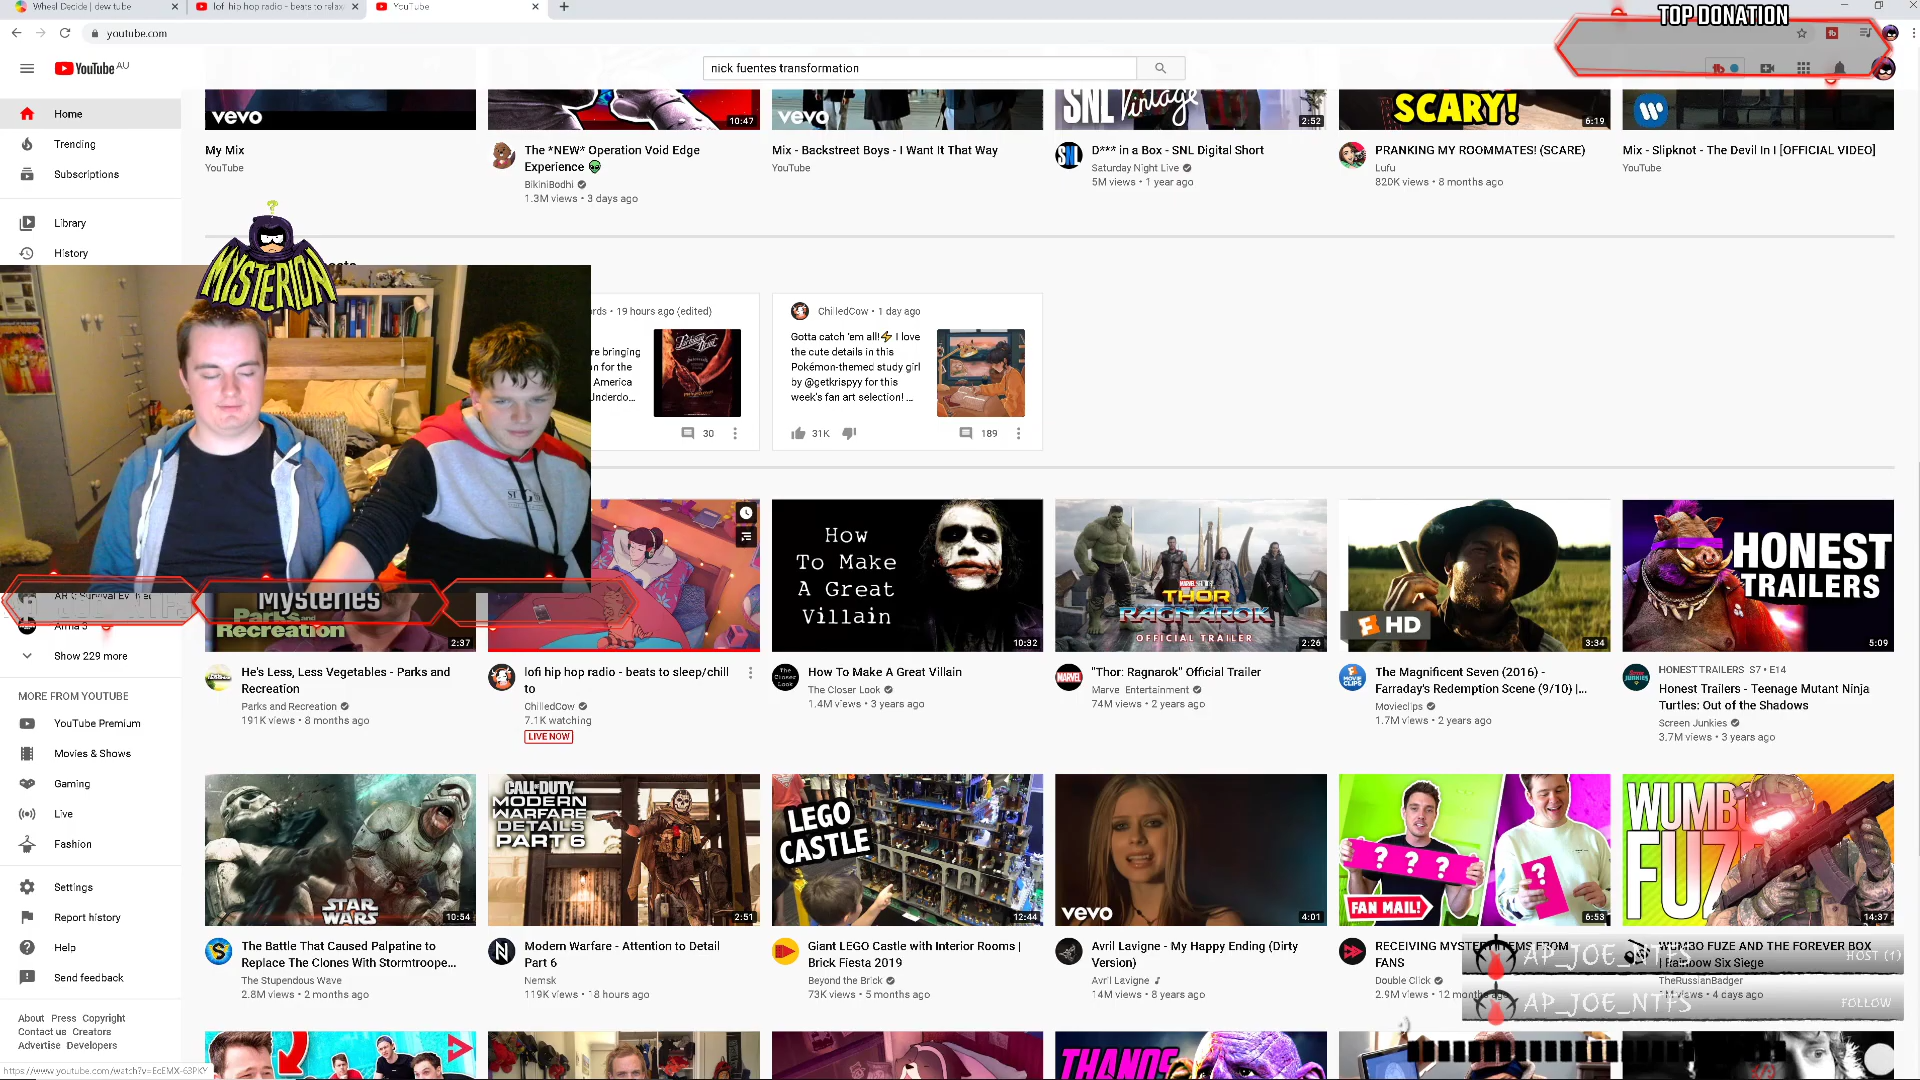 Wheel Decide | dew tube
lofi hip hop radio - beats to relax
YouTube
youtube.com
TOP DONATION
YouTube AU
nick fuentes transformation
Home
Trending
Subscriptions
Library
History
vevo
10:47
vevo
SNL Vintage
2:52
SCARY!
6:19
My Mix
YouTube
The *NEW* Operation Void Edge
Experience 👽
BikiniBodhi
1.3M views • 3 days ago
Mix - Backstreet Boys - I Want It That Way
YouTube
D*** in a Box - SNL Digital Short
Saturday Night Live
5M views • 1 year ago
PRANKING MY ROOMMATES! (SCARE)
Lufu
820K views • 8 months ago
Mix - Slipknot - The Devil In I [OFFICIAL VIDEO]
YouTube
MYSTERION
19 hours ago (edited)
re bringing
n for the
America
Underdo...
30
ChilledCow • 1 day ago
Gotta catch 'em all!⚡ I love
the cute details in this
Pokémon-themed study girl
by @getkrispyy for this
week's fan art selection! ...
31K
189
Mysteries
Parks and
Recreation
2:37
How
To Make
A Great
Villain
10:32
MARVEL STUDIOS
THOR
RAGNAROK
OFFICIAL TRAILER
2:26
HD
3:34
HONEST
TRAILERS
5:09
Arma 3
Show 229 more
He's Less, Less Vegetables - Parks and
Recreation
Parks and Recreation
191K views • 8 months ago
lofi hip hop radio - beats to sleep/chill
to
ChilledCow
7.1K watching
LIVE NOW
How To Make A Great Villain
The Closer Look
1.4M views • 3 years ago
MARVEL
"Thor: Ragnarok" Official Trailer
Marvel Entertainment
74M views • 2 years ago
The Magnificent Seven (2016) -
Farraday's Redemption Scene (9/10) |...
Movieclips
1.7M views • 2 years ago
HONEST TRAILERS S7 • E14
Honest Trailers - Teenage Mutant Ninja
Turtles: Out of the Shadows
Screen Junkies
3.7M views • 3 years ago
MORE FROM YOUTUBE
YouTube Premium
Movies & Shows
Gaming
Live
Fashion
Settings
Report history
Help
Send feedback
STAR
WARS
10:54
CALL OF DUTY
MODERN
WARFARE
DETAILS
PART 6
2:51
LEGO
CASTLE
12:44
vevo
4:01
? ? ?
?
FAN MAIL!
6:53
WUMBO
FUZE
14:37
The Battle That Caused Palpatine to
Replace The Clones With Stormtroope...
The Stupendous Wave
2.8M views • 2 months ago
Modern Warfare - Attention to Detail
Part 6
Nemsk
119K views • 18 hours ago
Giant LEGO Castle with Interior Rooms |
Brick Fiesta 2019
Beyond the Brick
73K views • 5 months ago
Avril Lavigne - My Happy Ending (Dirty
Version)
Avril Lavigne
14M views • 8 years ago
RECEIVING MYSTERY ITEMS FROM
FANS
Double Click
2.9M views • 12 months ago
WUMBO FUZE AND THE FOREVER BOX
| Rainbow Six Siege
TheRussianBadger
views • 4 days ago
AP_JOE_NTFS
HOST (1)
AP_JOE_NTFS
FOLLOW
About Press Copyright
Contact us Creators
Advertise Developers
THANOS
https://www.youtube.com/watch?v=EcEMX-63PKY